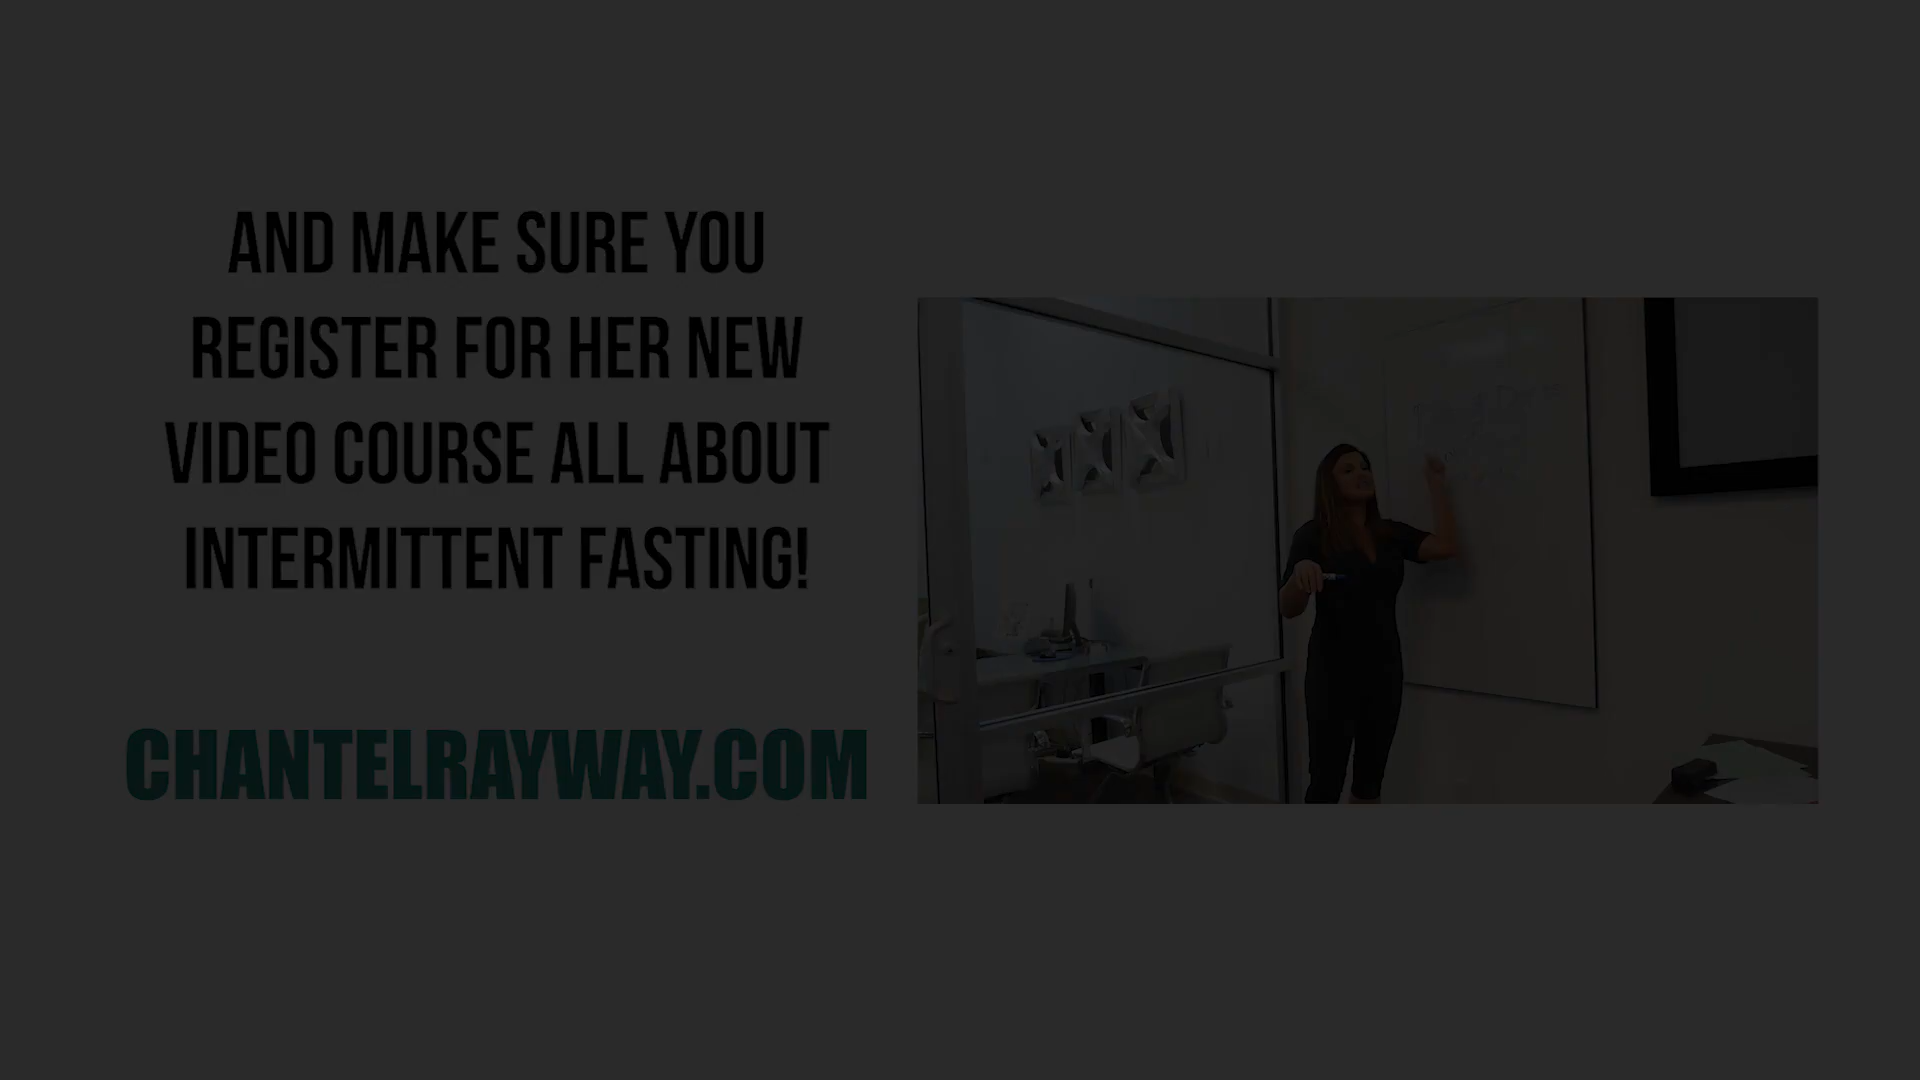 AND MAKE SURE YOU
REGISTER FOR HER NEW
VIDEO COURSE ALL ABOUT
INTERMITTENT FASTING!
CHANTELRAYWAY.COM